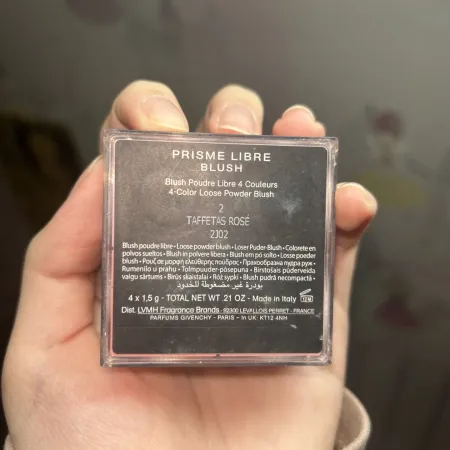 PRISME LIBRE
BLUSH
Blush Poudre Libre 4 Couleurs
4-Color Loose Powder Blush
2
TAFFETAS ROSÉ
2J02
Blush poudre libre • Loose powder blush • Loser Puder-Blush • Colorete en
polvos sueltos • Blush in polvere libera • Blush em pó solto • Losse poeder
blush • Ρουζ σε μορφή ελεύθερης πούδρας • Прахообразна пудра руж •
Rumenilo u prahu • Tolmpuuder-põsepuna • Birstošais pūderveida
vaigu sārtums • Birūs skaistalai • Róż sypki • Blush pudră necompactă •
بودرة غير مضغوطة للخدود
4 x 1,5 g - TOTAL NET WT .21 OZ - Made in Italy 12M
Dist. LVMH Fragrance Brands - 92300 LEVALLOIS PERRET - FRANCE
PARFUMS GIVENCHY - PARIS - In UK: KT12 4NH